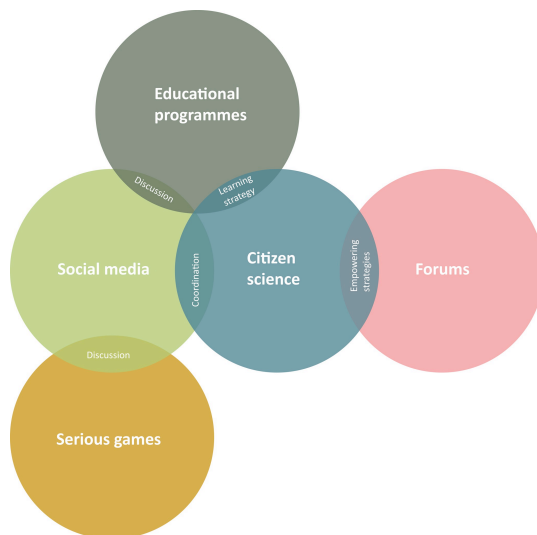 Educational
programmes
Discussion
Learning
strategy
Social media
Coordination
Citizen
science
Empowering
strategies
Forums
Discussion
Serious games